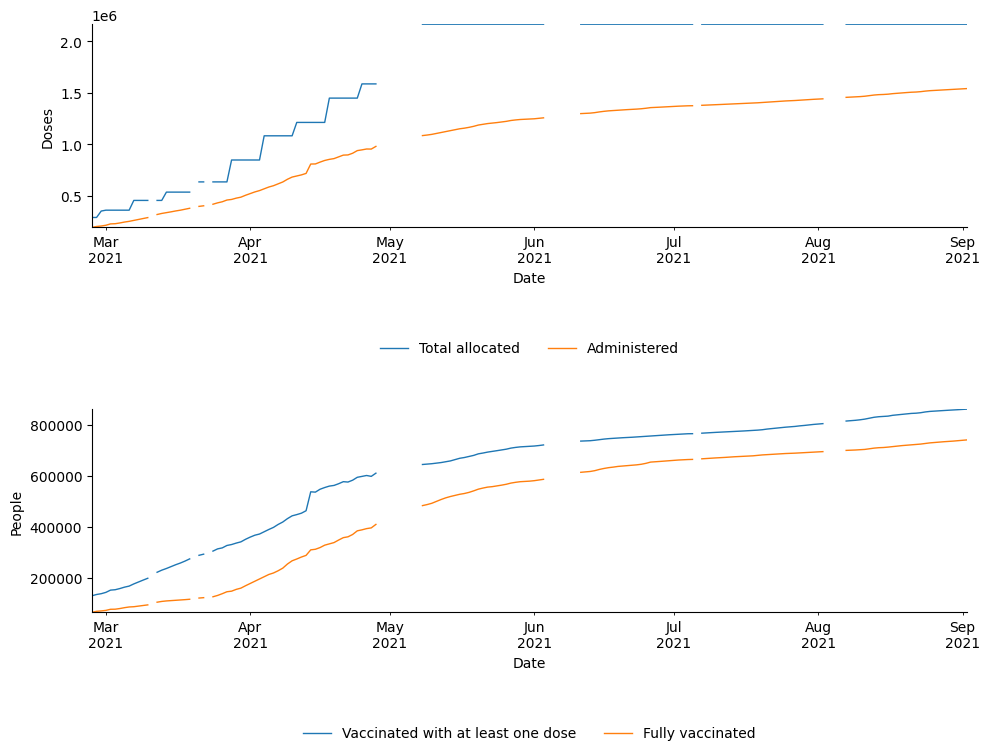 1e6
2.0
1.5
1.0
0.5
Doses
Mar Apr May Jun Jul Aug Sep
2021 2021 2021 2021 2021 2021 2021
Date
Total allocated Administered
800000
600000
400000
200000
People
Mar Apr May Jun Jul Aug Sep
2021 2021 2021 2021 2021 2021 2021
Date
Vaccinated with at least one dose Fully vaccinated